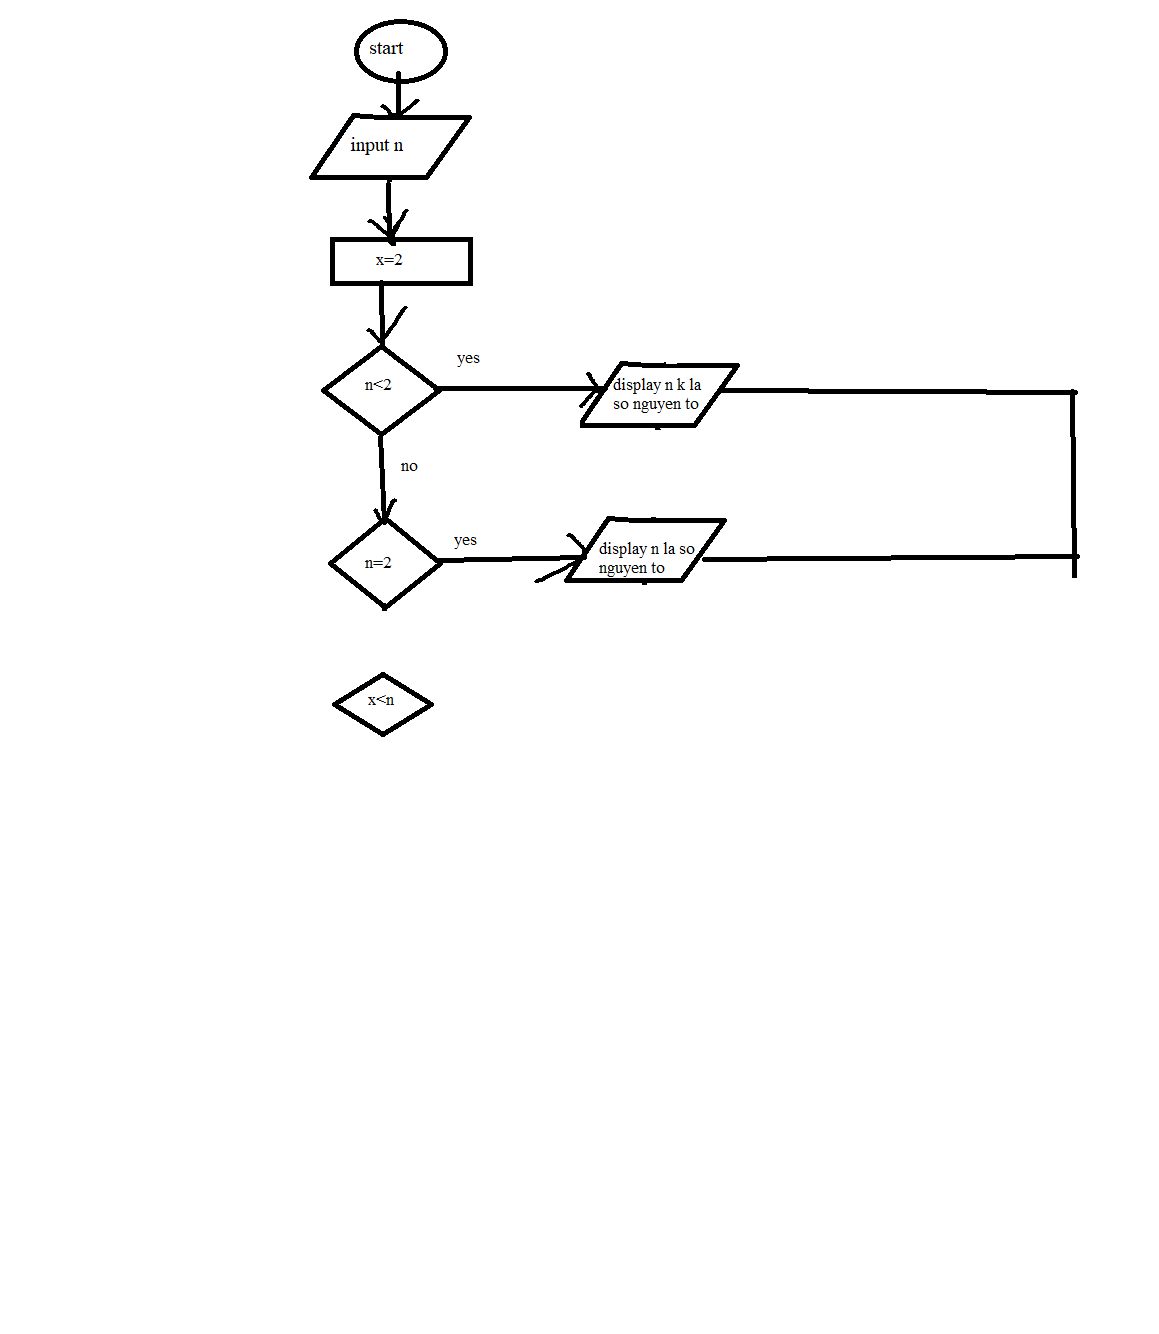 start
input n
x=2
n<2
yes
display n k la
so nguyen to
no
n=2
yes
display n la so
nguyen to
x<n